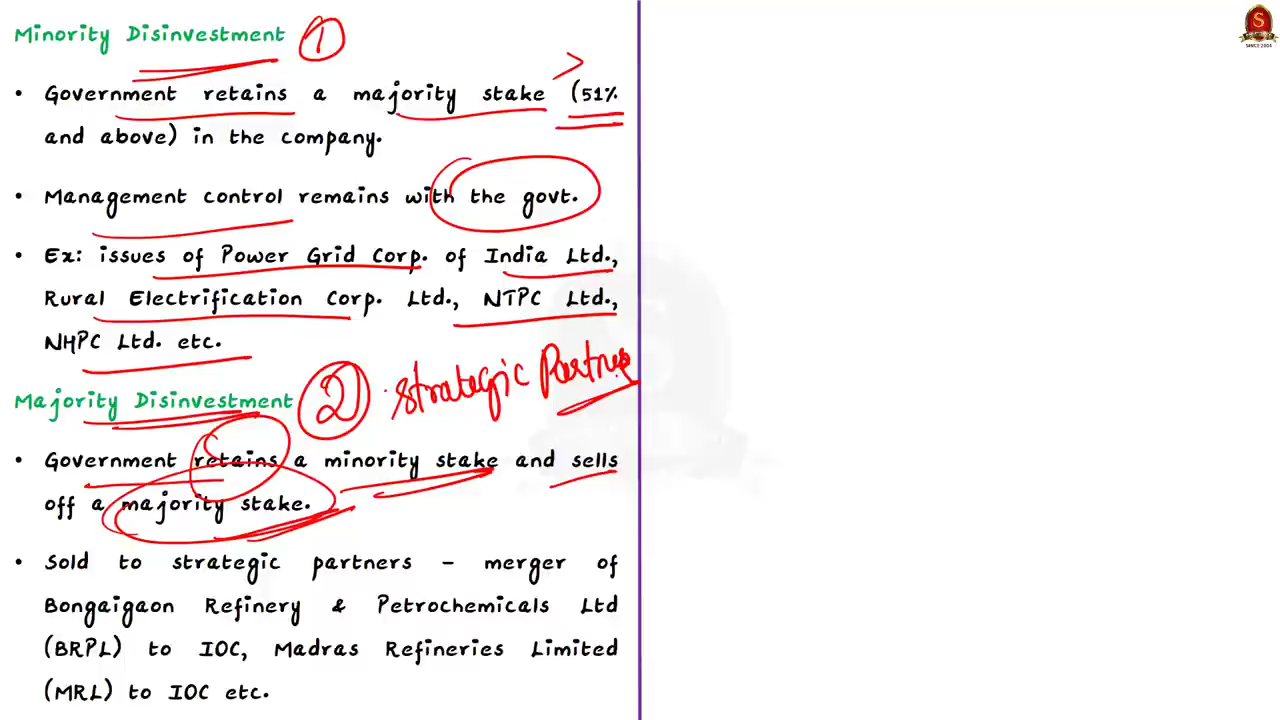 Minority Disinvestment 1
• Government retains a majority stake > (51%
and above) in the company.
• Management control remains with the govt.
• Ex: issues of Power Grid Corp. of India Ltd.,
Rural Electrification Corp. Ltd., NTPC Ltd.,
NHPC Ltd. etc.
Majority Disinvestment 2 Strategic Partner
• Government retains a minority stake and sells
off a majority stake.
• Sold to strategic partners – merger of
Bongaigaon Refinery & Petrochemicals Ltd
(BRPL) to IOC, Madras Refineries Limited
(MRL) to IOC etc.
S
SINCE 2004